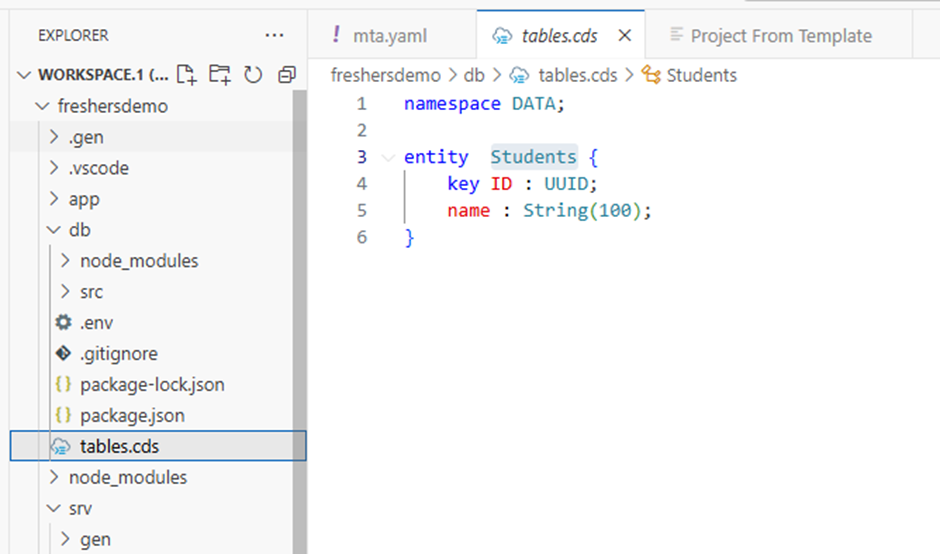 EXPLORER ...
WORKSPACE.1 (...
freshersdemo
.gen
.vscode
app
db
node_modules
src
.env
.gitignore
package-lock.json
package.json
tables.cds
node_modules
srv
gen
! mta.yaml
tables.cds
Project From Template
freshersdemo > db > tables.cds > Students
1 namespace DATA;
2
3 entity  Students {
4     key ID : UUID;
5     name : String(100);
6 }